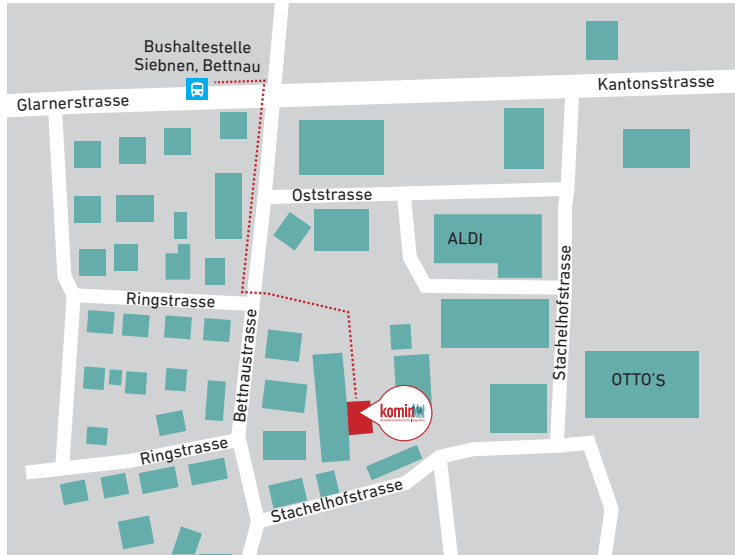 Bushaltestelle
Siebnen, Bettnau
Glarnerstrasse
Kantonsstrasse
Oststrasse
ALDI
Stachelhofstrasse
Ringstrasse
Bettnaustrasse
OTTO'S
komin
Ringstrasse
Stachelhofstrasse